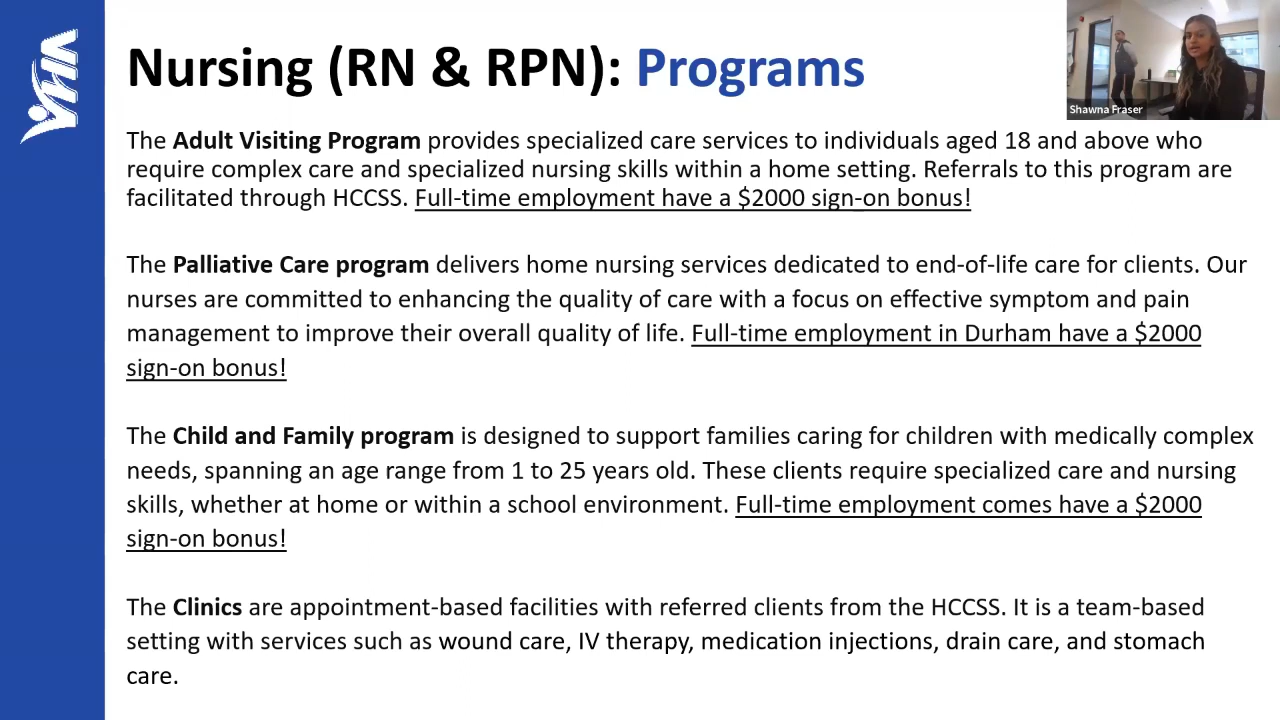 VHA
Nursing (RN & RPN): Programs
Shawna Fraser
The Adult Visiting Program provides specialized care services to individuals aged 18 and above who
require complex care and specialized nursing skills within a home setting. Referrals to this program are
facilitated through HCCSS. Full-time employment have a $2000 sign-on bonus!
The Palliative Care program delivers home nursing services dedicated to end-of-life care for clients. Our
nurses are committed to enhancing the quality of care with a focus on effective symptom and pain
management to improve their overall quality of life. Full-time employment in Durham have a $2000
sign-on bonus!
The Child and Family program is designed to support families caring for children with medically complex
needs, spanning an age range from 1 to 25 years old. These clients require specialized care and nursing
skills, whether at home or within a school environment. Full-time employment comes have a $2000
sign-on bonus!
The Clinics are appointment-based facilities with referred clients from the HCCSS. It is a team-based
setting with services such as wound care, IV therapy, medication injections, drain care, and stomach
care.